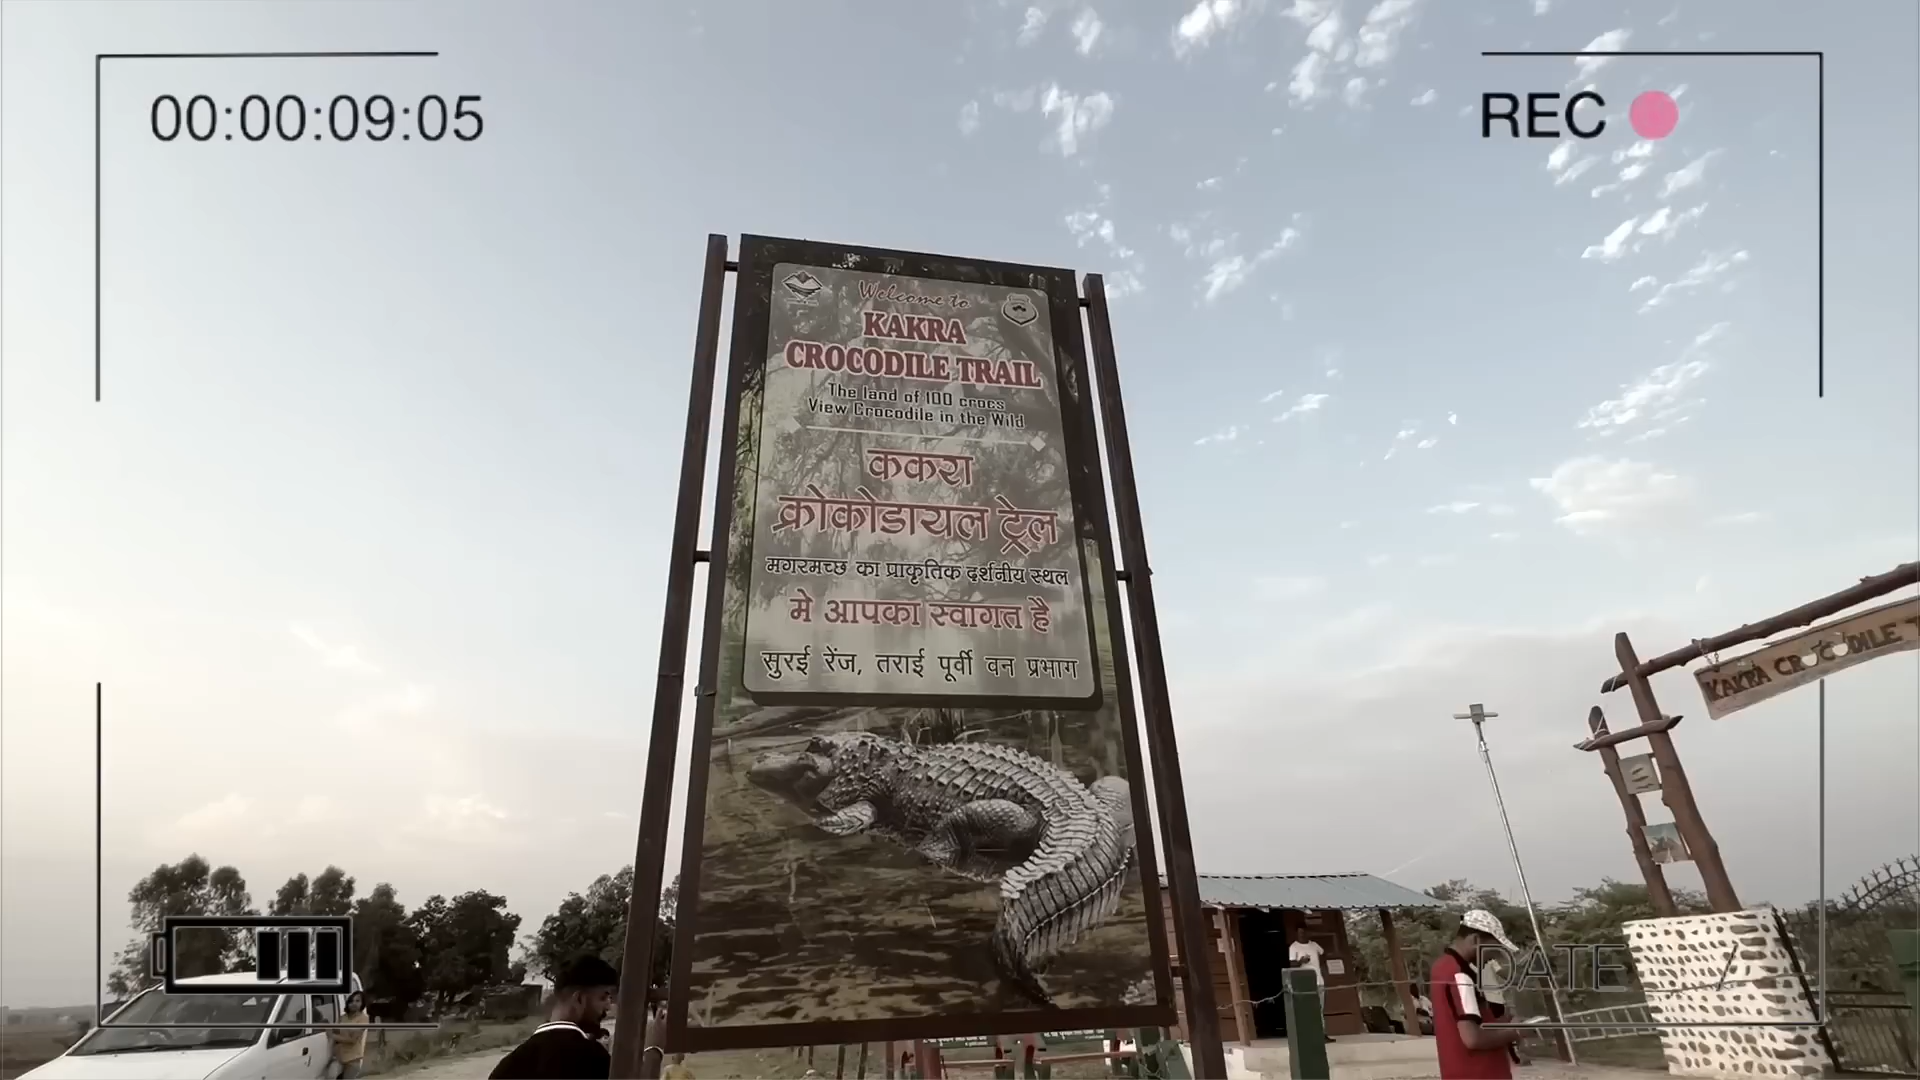 00:00:09:05
REC
Welcome to
KAKRA
CROCODILE TRAIL
The land of 100 crocs
View Crocodile in the Wild
ककरा
क्रोकोडायल ट्रेल
मगरमच्छ का प्राकृतिक दर्शनीय स्थल
मे आपका स्वागत है
सुरई रेंज, तराई पूर्वी वन प्रभाग
KAKRA CROCODILE T
DATE / /